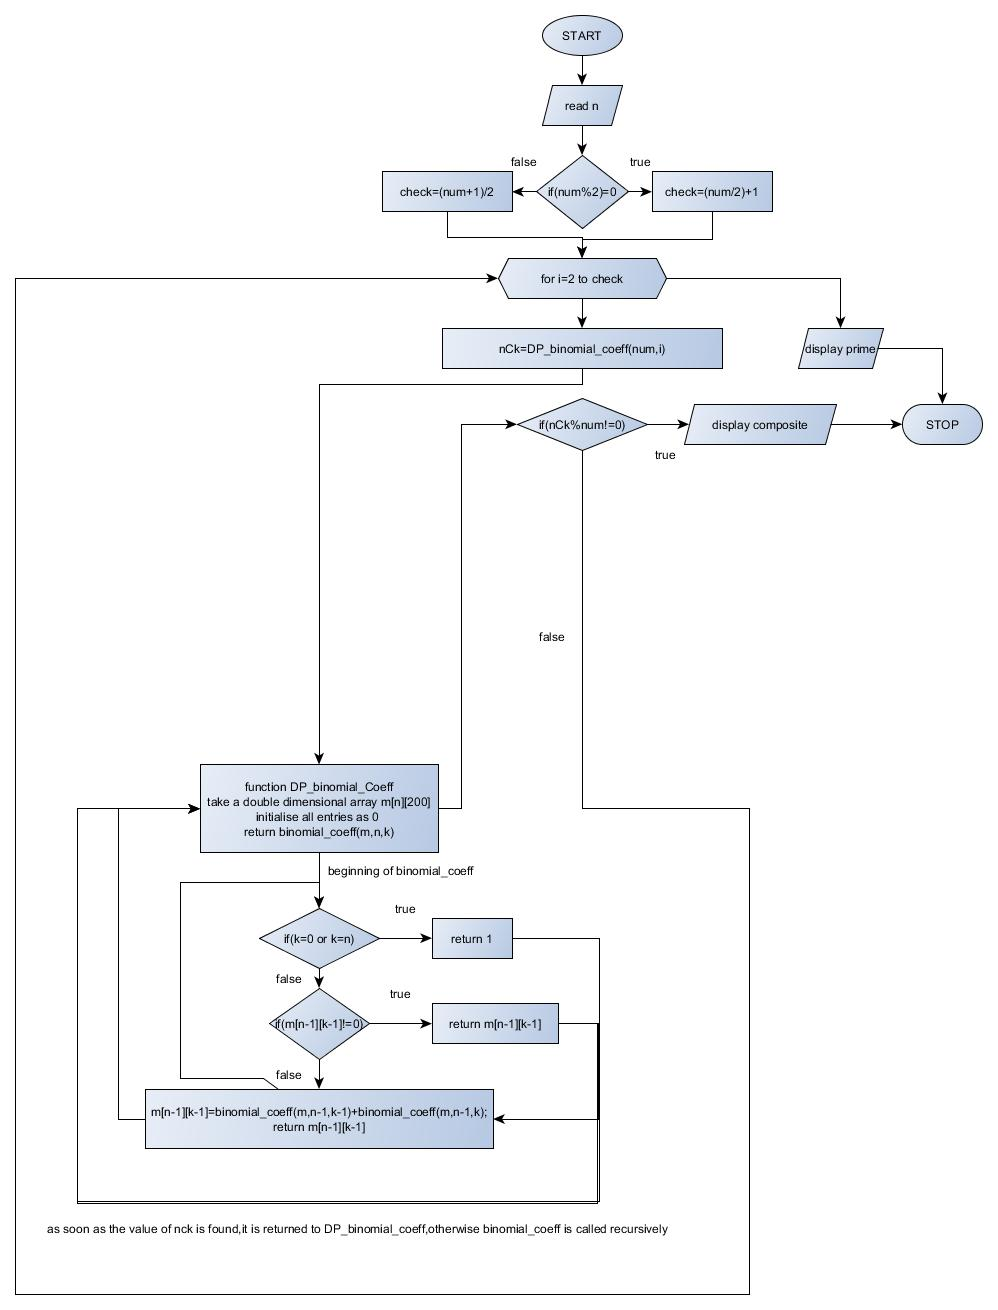 START
read n
false
true
check=(num+1)/2
if(num%2)=0
check=(num/2)+1
for i=2 to check
nCk=DP_binomial_coeff(num,i)
display prime
if(nCk%num!=0)
display composite
STOP
true
false
function DP_binomial_Coeff
take a double dimensional array m[n][200]
initialise all entries as 0
return binomial_coeff(m,n,k)
beginning of binomial_coeff
true
if(k=0 or k=n)
return 1
false
true
if(m[n-1][k-1]!=0)
return m[n-1][k-1]
false
m[n-1][k-1]=binomial_coeff(m,n-1,k-1)+binomial_coeff(m,n-1,k);
return m[n-1][k-1]
as soon as the value of nck is found,it is returned to DP_binomial_coeff,otherwise binomial_coeff is called recursively